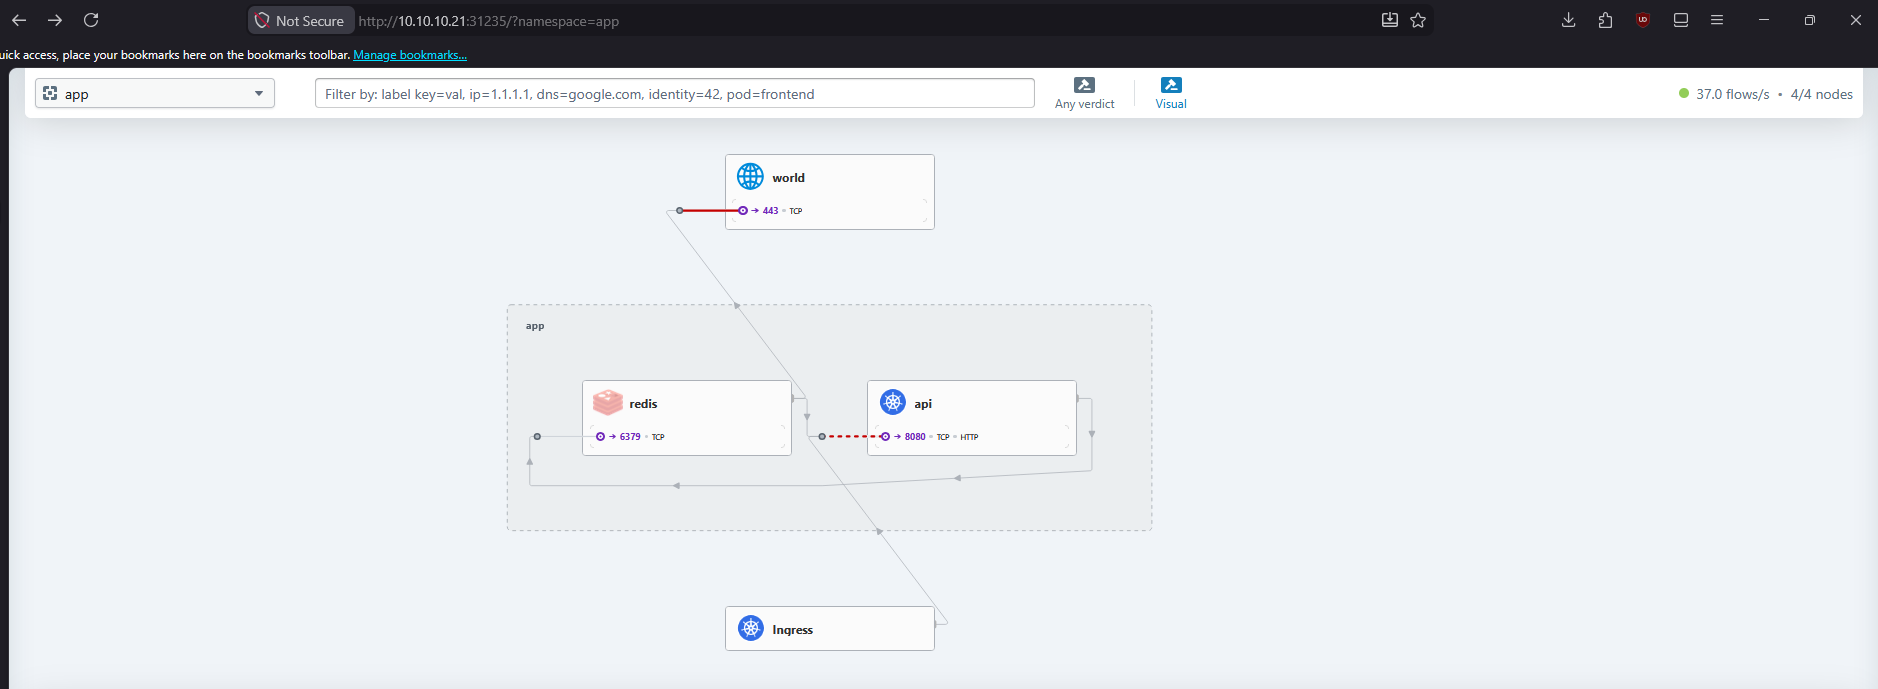 Not Secure http://10.10.10.21:31235/?namespace=app
uick access, place your bookmarks here on the bookmarks toolbar. Manage bookmarks...
app
Filter by: label key=val, ip=1.1.1.1, dns=google.com, identity=42, pod=frontend
Any verdict
Visual
37.0 flows/s • 4/4 nodes
world
→ 443 • TCP
app
redis
→ 6379 • TCP
api
→ 8080 • TCP • HTTP
Ingress